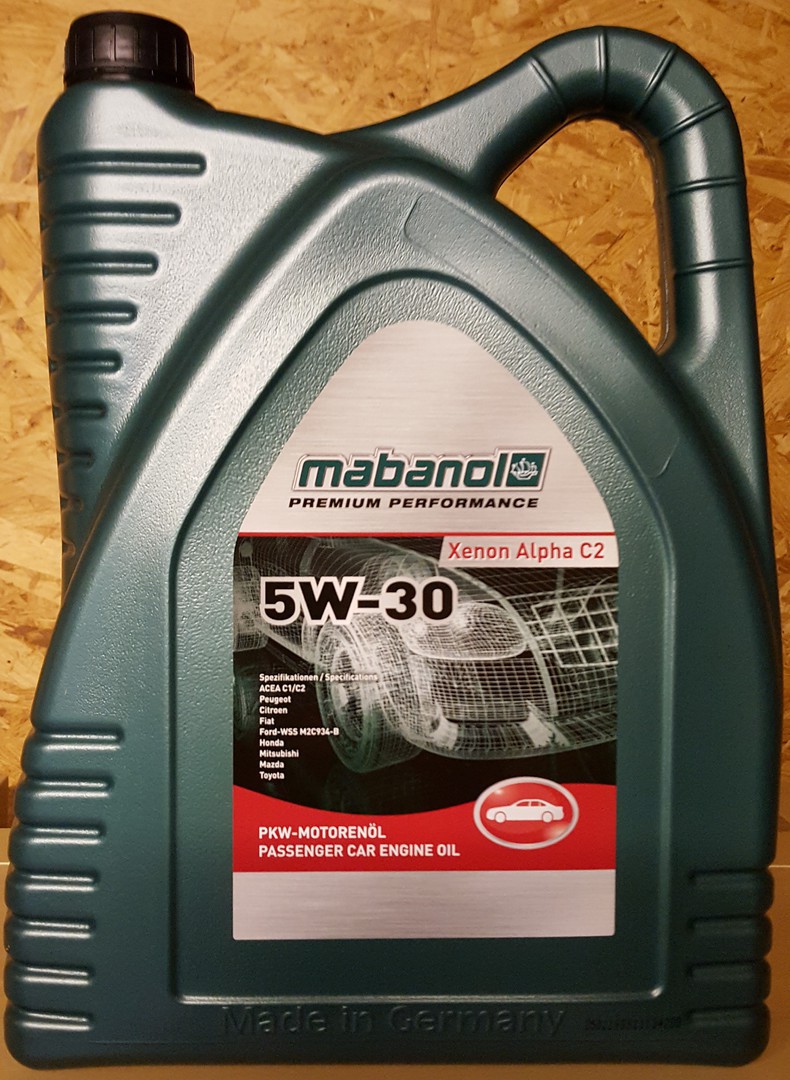 mabanol
PREMIUM PERFORMANCE
Xenon Alpha C2
5W-30
Spezifikationen / Specifications
ACEA C1/C2
Peugeot
Citroen
Fiat
Ford-WSS M2C934-B
Honda
Mitsubishi
Mazda
Toyota
PKW-MOTORENÖL
PASSENGER CAR ENGINE OIL
Made in Germany